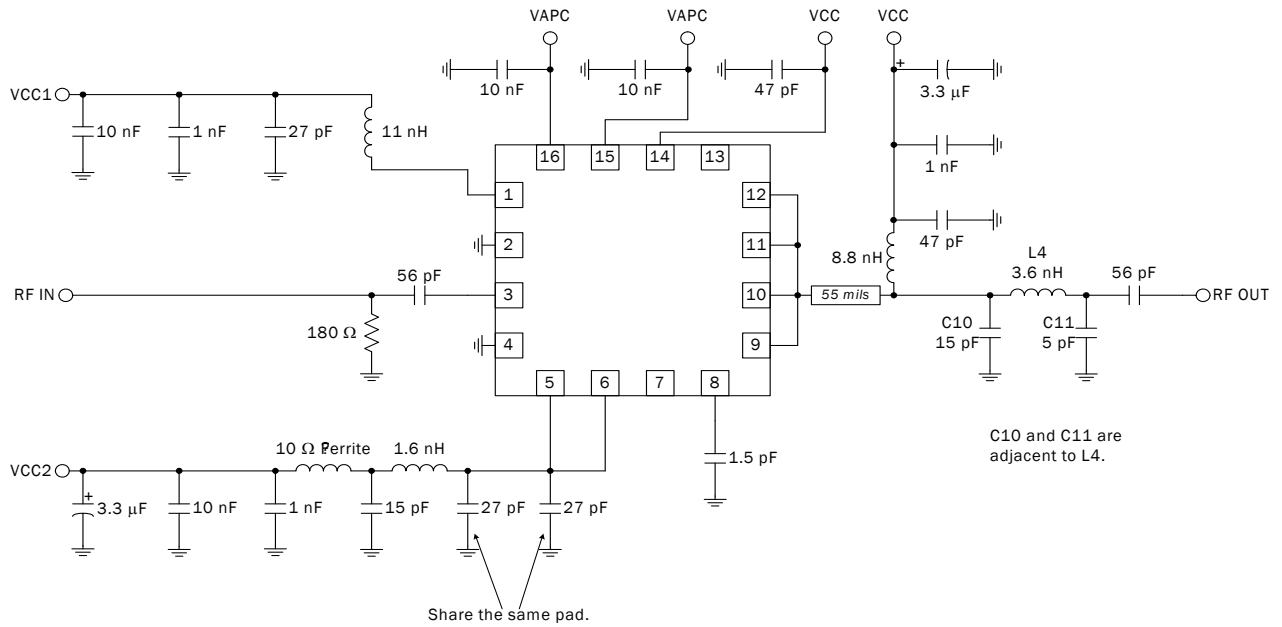 VAPC
VAPC
VCC
VCC
10 nF
10 nF
47 pF
+
3.3 µF
VCC1
10 nF
1 nF
27 pF
11 nH
16
15
14
13
1 nF
1
12
2
11
47 pF
8.8 nH
L4
3.6 nH
56 pF
56 pF
RF IN
3
10
55 mils
RF OUT
180 Ω
4
9
C10
15 pF
C11
5 pF
5
6
7
8
C10 and C11 are
adjacent to L4.
10 Ω Ferrite
1.6 nH
VCC2
1.5 pF
+
3.3 µF
10 nF
1 nF
15 pF
27 pF
27 pF
Share the same pad.